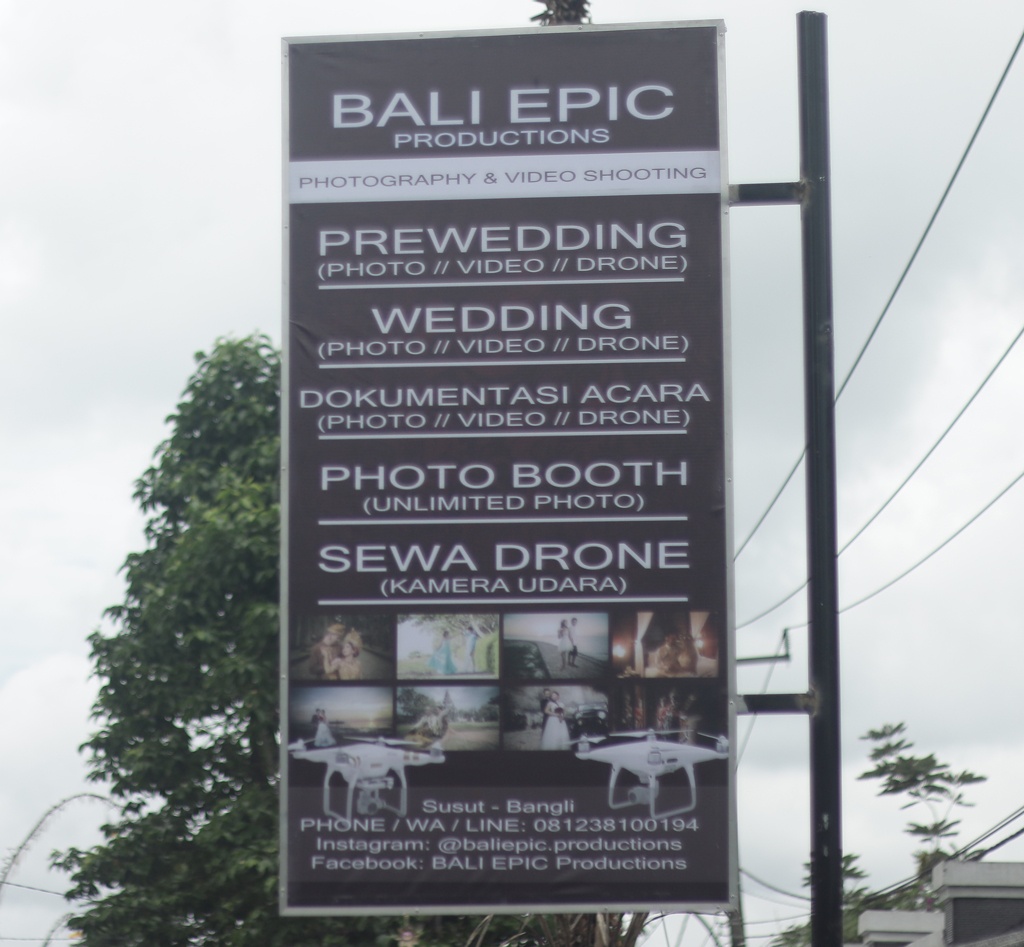 BALI EPIC
PRODUCTIONS
PHOTOGRAPHY & VIDEO SHOOTING
PREWEDDING
(PHOTO // VIDEO // DRONE)
WEDDING
(PHOTO // VIDEO // DRONE)
DOKUMENTASI ACARA
(PHOTO // VIDEO // DRONE)
PHOTO BOOTH
(UNLIMITED PHOTO)
SEWA DRONE
(KAMERA UDARA)
Susut - Bangli
PHONE / WA / LINE: 081238100194
Instagram: @baliepic.productions
Facebook: BALI EPIC Productions